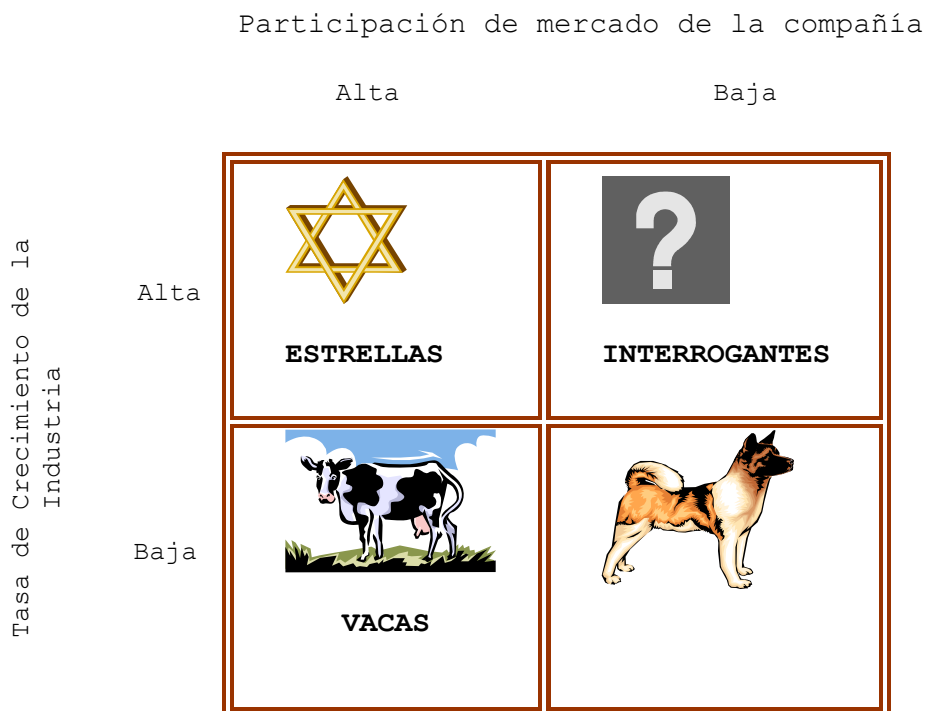 Participación de mercado de la compañía
Alta Baja
Tasa de Crecimiento de la
Industria
Alta
?
ESTRELLAS INTERROGANTES
Baja
VACAS